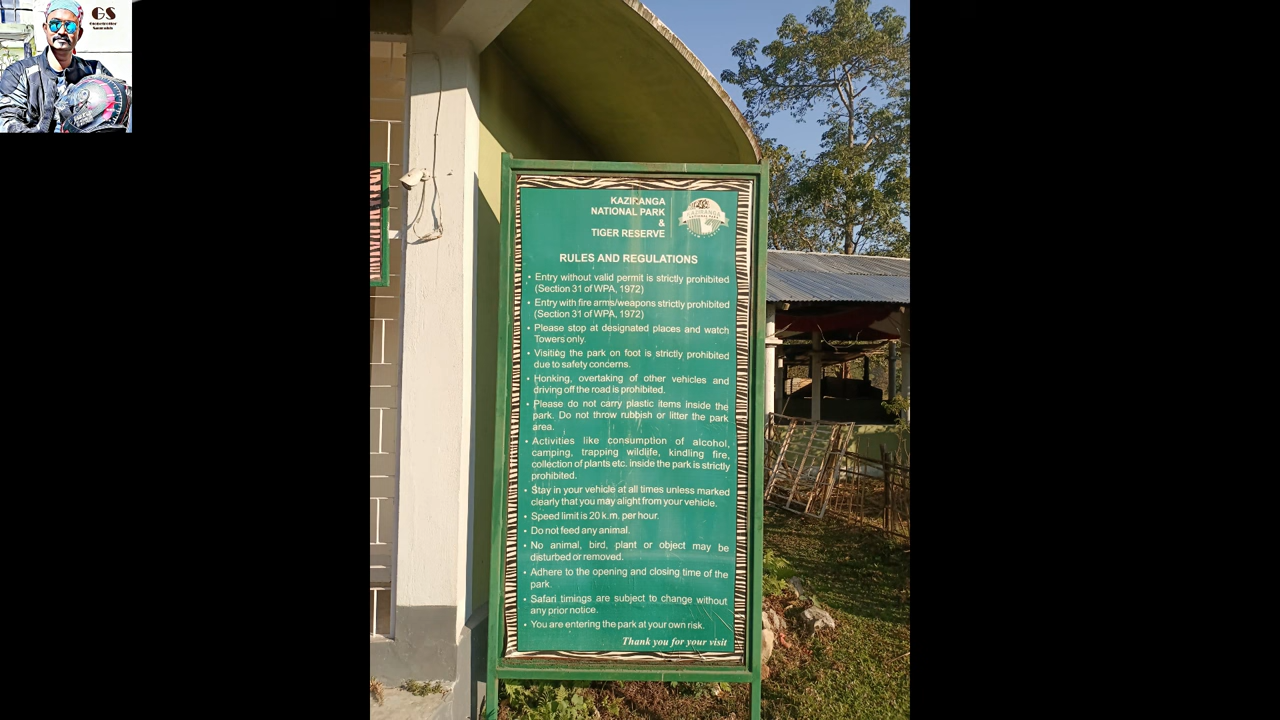 GS
Globetrotter
Saurabh
KAZIRANGA
NATIONAL PARK
&
TIGER RESERVE
KAZIRANGA
NATIONAL PARK
RULES AND REGULATIONS
• Entry without valid permit is strictly prohibited
(Section 31 of WPA, 1972)
• Entry with fire arms/weapons strictly prohibited
(Section 31 of WPA, 1972)
• Please stop at designated places and watch
Towers only.
• Visiting the park on foot is strictly prohibited
due to safety concerns.
• Honking, overtaking of other vehicles and
driving off the road is prohibited.
• Please do not carry plastic items inside the
park. Do not throw rubbish or litter the park
area.
• Activities like consumption of alcohol,
camping, trapping wildlife, kindling fire,
collection of plants etc. inside the park is strictly
prohibited.
• Stay in your vehicle at all times unless marked
clearly that you may alight from your vehicle.
• Speed limit is 20 k.m. per hour.
• Do not feed any animal.
• No animal, bird, plant or object may be
disturbed or removed.
• Adhere to the opening and closing time of the
park.
• Safari timings are subject to change without
any prior notice.
• You are entering the park at your own risk.
Thank you for your visit